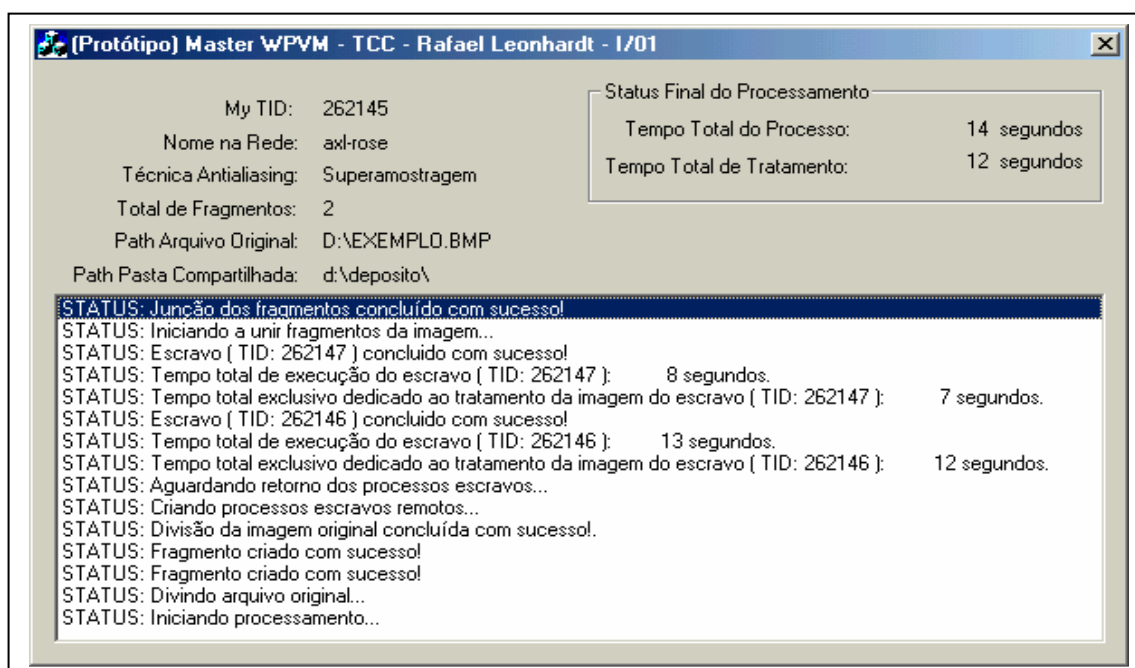 (Protótipo) Master WPVM - TCC - Rafael Leonhardt - I/01
My TID: 262145
Nome na Rede: axl-rose
Técnica Antialiasing: Superamostragem
Total de Fragmentos: 2
Path Arquivo Original: D:\EXEMPLO.BMP
Path Pasta Compartilhada: d:\deposito\
Status Final do Processamento
Tempo Total do Processo: 14 segundos
Tempo Total de Tratamento: 12 segundos
STATUS: Junção dos fragmentos concluído com sucesso!
STATUS: Iniciando a unir fragmentos da imagem...
STATUS: Escravo ( TID: 262147 ) concluido com sucesso!
STATUS: Tempo total de execução do escravo ( TID: 262147 ): 8 segundos.
STATUS: Tempo total exclusivo dedicado ao tratamento da imagem do escravo ( TID: 262147 ): 7 segundos.
STATUS: Escravo ( TID: 262146 ) concluido com sucesso!
STATUS: Tempo total de execução do escravo ( TID: 262146 ): 13 segundos.
STATUS: Tempo total exclusivo dedicado ao tratamento da imagem do escravo ( TID: 262146 ): 12 segundos.
STATUS: Aguardando retorno dos processos escravos...
STATUS: Criando processos escravos remotos...
STATUS: Divisão da imagem original concluída com sucesso!.
STATUS: Fragmento criado com sucesso!
STATUS: Fragmento criado com sucesso!
STATUS: Divindo arquivo original...
STATUS: Iniciando processamento...